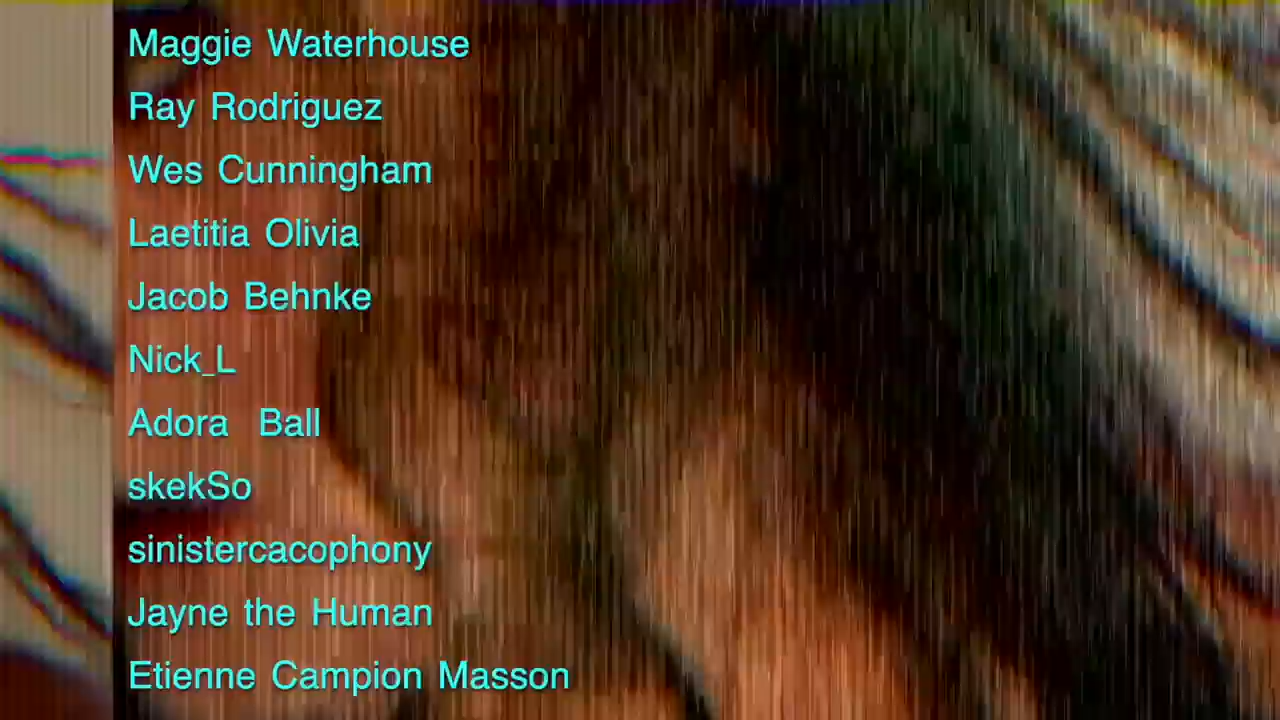 Maggie Waterhouse
Ray Rodriguez
Wes Cunningham
Laetitia Olivia
Jacob Behnke
Nick_L
Adora  Ball
skekSo
sinistercacophony
Jayne the Human
Etienne Campion Masson